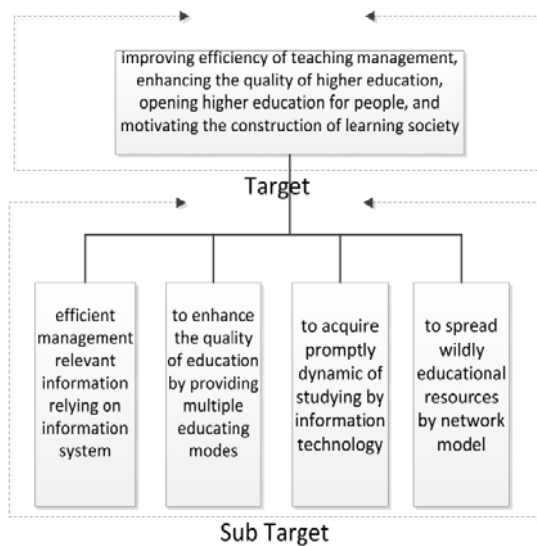 improving efficiency of teaching management,
enhancing the quality of higher education,
opening higher education for people, and
motivating the construction of learning society
Target
efficient
management
relevant
information
relying on
information
system
to enhance
the quality
of education
by providing
multiple
educating
modes
to acquire
promptly
dynamic of
studying by
information
technology
to spread
wildly
educational
resources
by network
model
Sub Target